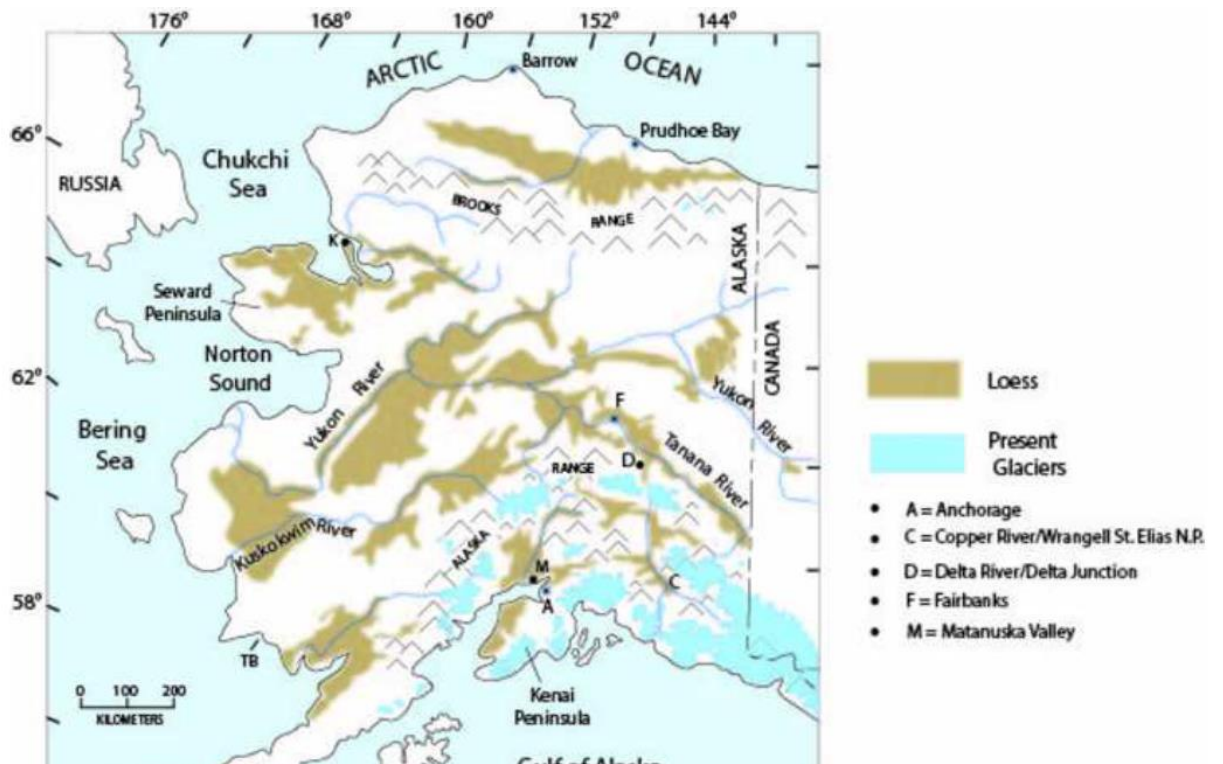 176° 168° 160° 152° 144°
ARCTIC OCEAN
Barrow
66°
Prudhoe Bay
Chukchi
Sea
RUSSIA
BROOKS RANGE
K
ALASKA
CANADA
Seward
Peninsula
Norton
Sound
62°
Yukon River
Yukon River
Bering
Sea
F
D
Tanana River
RANGE
ALASKA
Kuskokwim River
M
A
C
58°
TB
0 100 200
KILOMETERS
Kenai
Peninsula
Gulf of Alaska
Loess
Present
Glaciers
• A = Anchorage
• C = Copper River/Wrangell St. Elias N.P.
• D = Delta River/Delta Junction
• F = Fairbanks
• M = Matanuska Valley